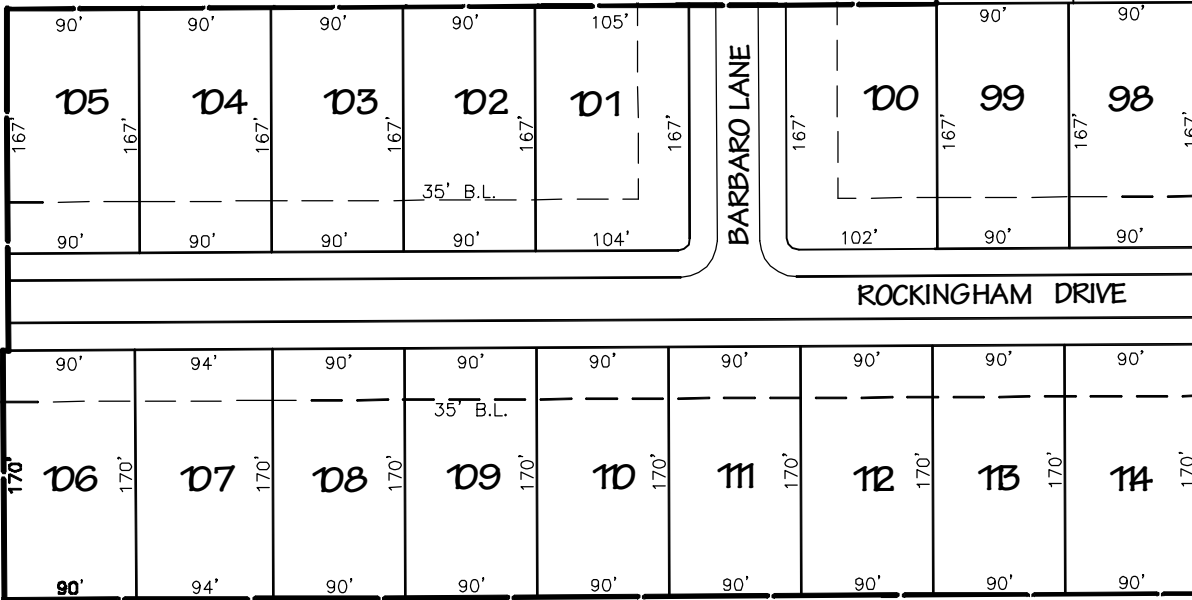 90' 90' 90' 90' 105' 90' 90'
105 104 103 102 101 100 99 98
167' 167' 167' 167' 167' 167' 167' 167' 167' 167'
BARBARO LANE
35' B.L.
90' 90' 90' 90' 104' 102' 90' 90'
ROCKINGHAM DRIVE
90' 94' 90' 90' 90' 90' 90' 90' 90'
35' B.L.
106 107 108 109 110 111 112 113 114
170' 170' 170' 170' 170' 170' 170' 170' 170' 170'
90' 94' 90' 90' 90' 90' 90' 90' 90'